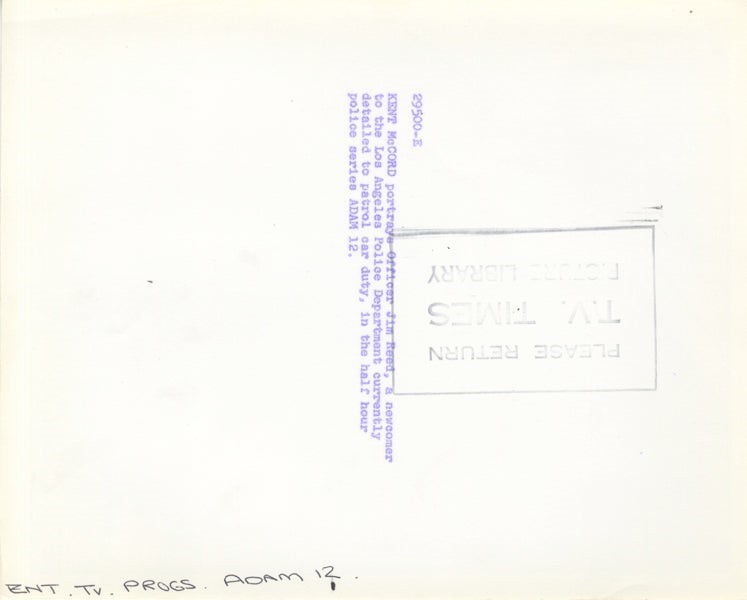 29500-E
KENT McCORD portrays Officer Jim Reed, a newcomer
to the Los Angeles Police Department currently
detailed to patrol car duty, in the half hour
police series ADAM 12.
PLEASE RETURN
T.V. TIMES
PICTURE LIBRARY
ENT. TV. PROGS. ADAM 12.